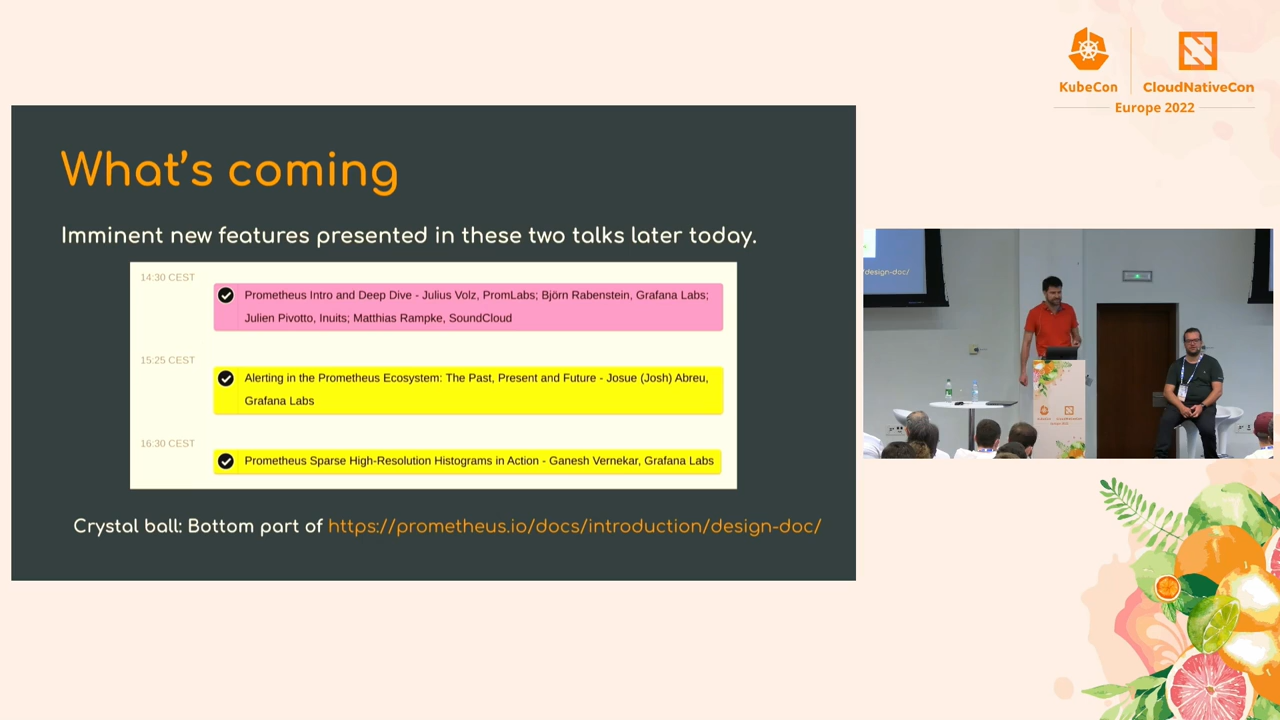 KubeCon
CloudNativeCon
Europe 2022
What's coming
Imminent new features presented in these two talks later today.
14:30 CEST
Prometheus Intro and Deep Dive - Julius Volz, PromLabs; Björn Rabenstein, Grafana Labs;
Julien Pivotto, Inuits; Matthias Rampke, SoundCloud
15:25 CEST
Alerting in the Prometheus Ecosystem: The Past, Present and Future - Josue (Josh) Abreu,
Grafana Labs
16:30 CEST
Prometheus Sparse High-Resolution Histograms in Action - Ganesh Vernekar, Grafana Labs
Crystal ball: Bottom part of https://prometheus.io/docs/introduction/design-doc/
/design-doc/